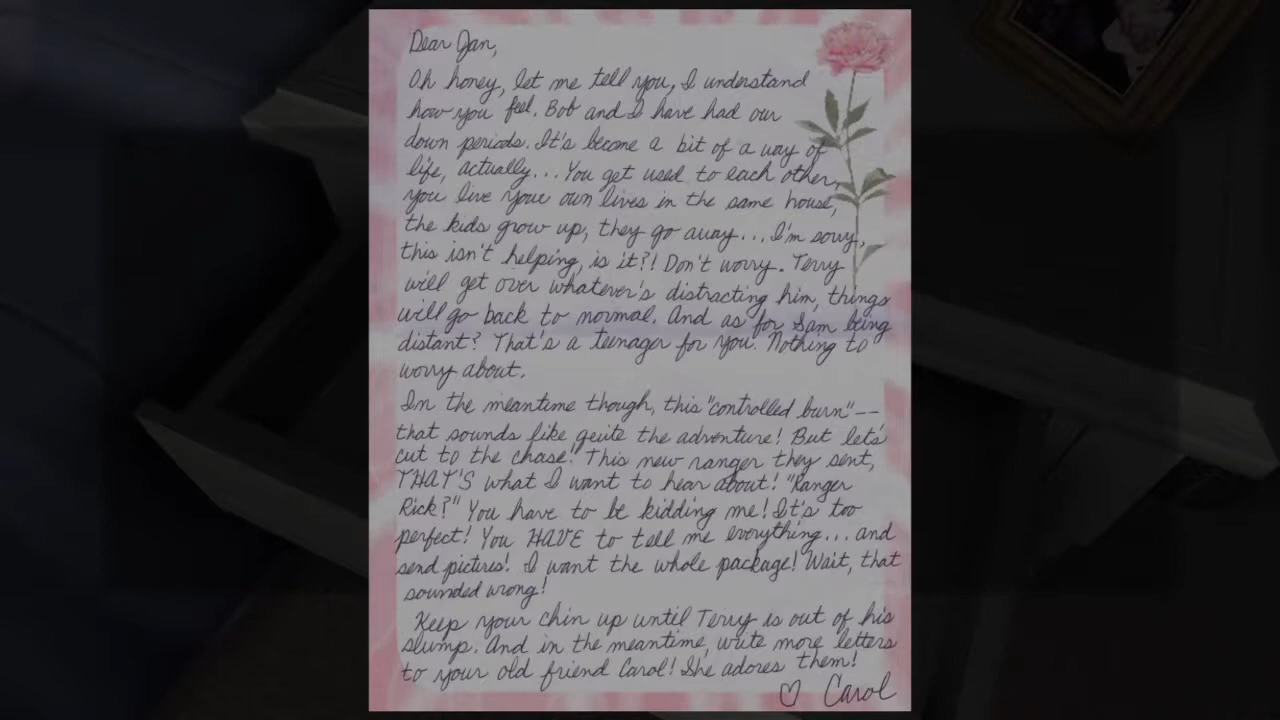 Dear Jan,
Oh honey, let me tell you, I understand
how you feel. Bob and I have had our
down periods. It's become a bit of a way of
life, actually... You get used to each other,
you live your own lives in the same house,
the kids grow up, they go away... I'm sorry,
this isn't helping, is it?! Don't worry. Terry
will get over whatever's distracting him, things
will go back to normal. And as for Sam being
distant? That's a teenager for you. Nothing to
worry about.
In the meantime though, this "controlled burn"--
that sounds like quite the adventure! But let's
cut to the chase! This new ranger they sent,
THAT'S what I want to hear about! "Ranger
Rick?" You have to be kidding me! It's too
perfect! You HAVE to tell me everything... and
send pictures! I want the whole package! Wait, that
sounded wrong!
Keep your chin up until Terry is out of his
slump. And in the meantime, write more letters
to your old friend Carol! She adores them!
♡ Carol